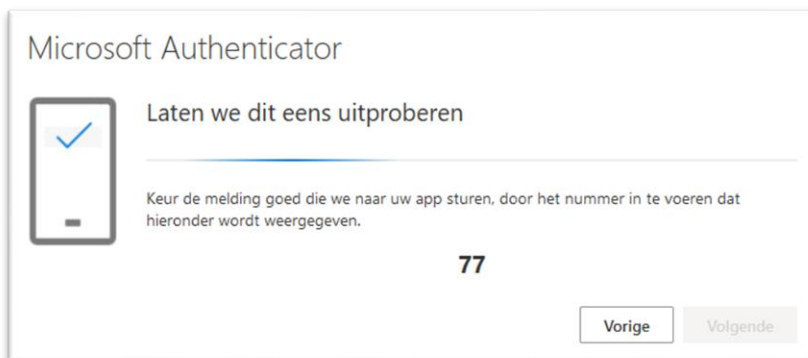 Microsoft Authenticator
Laten we dit eens uitproberen
Keur de melding goed die we naar uw app sturen, door het nummer in te voeren dat
hieronder wordt weergegeven.
77
Vorige
Volgende